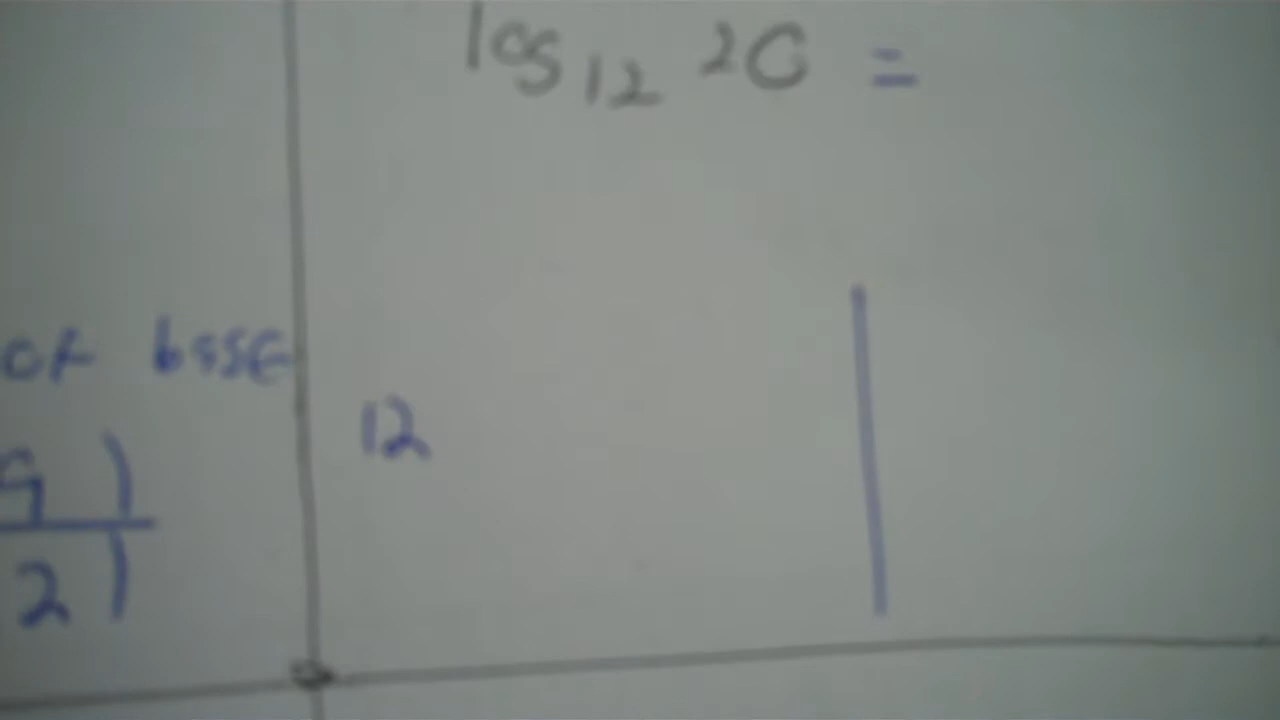 log₁₂ 20 =
of base
12
9 )
2 )